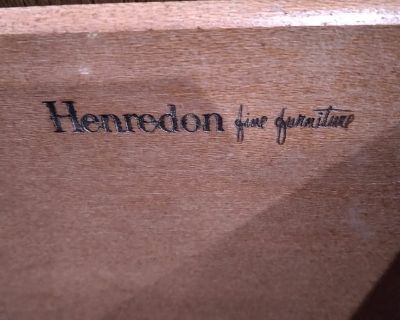 Henredon fine furniture